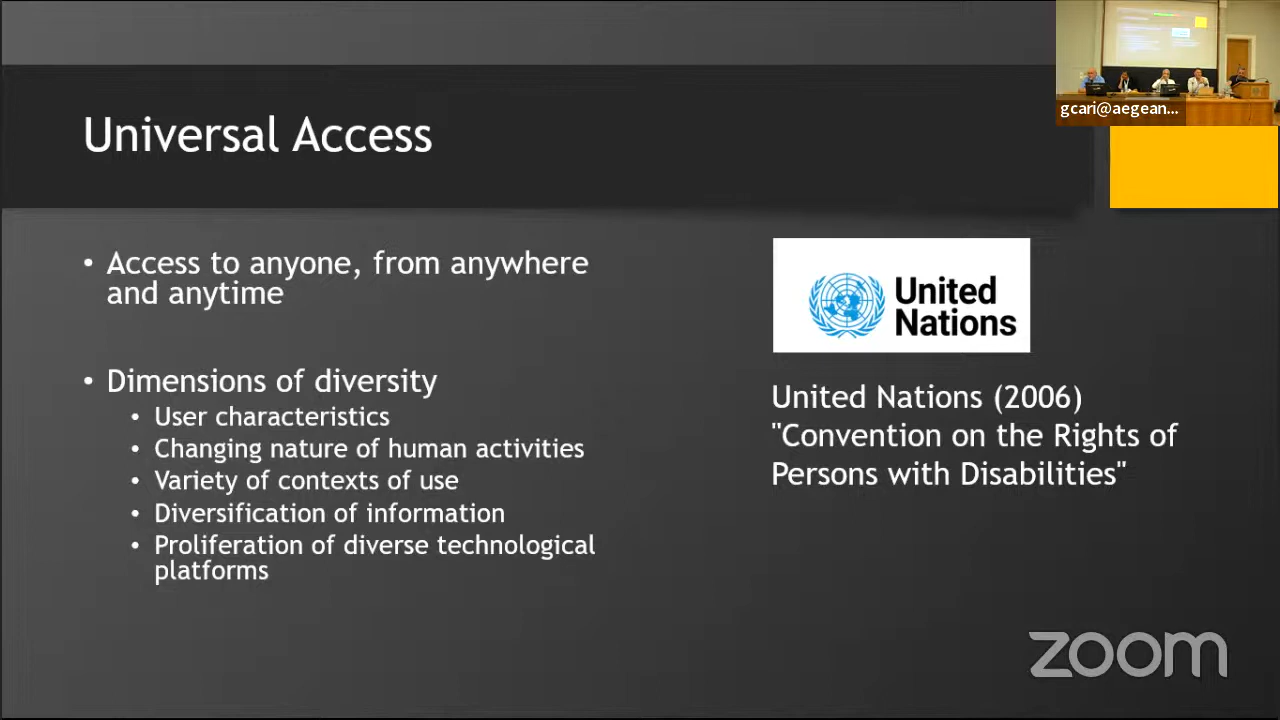 gcari@aegean...
Universal Access
• Access to anyone, from anywhere
and anytime
• Dimensions of diversity
• User characteristics
• Changing nature of human activities
• Variety of contexts of use
• Diversification of information
• Proliferation of diverse technological
platforms
United
Nations
United Nations (2006)
"Convention on the Rights of
Persons with Disabilities"
zoom